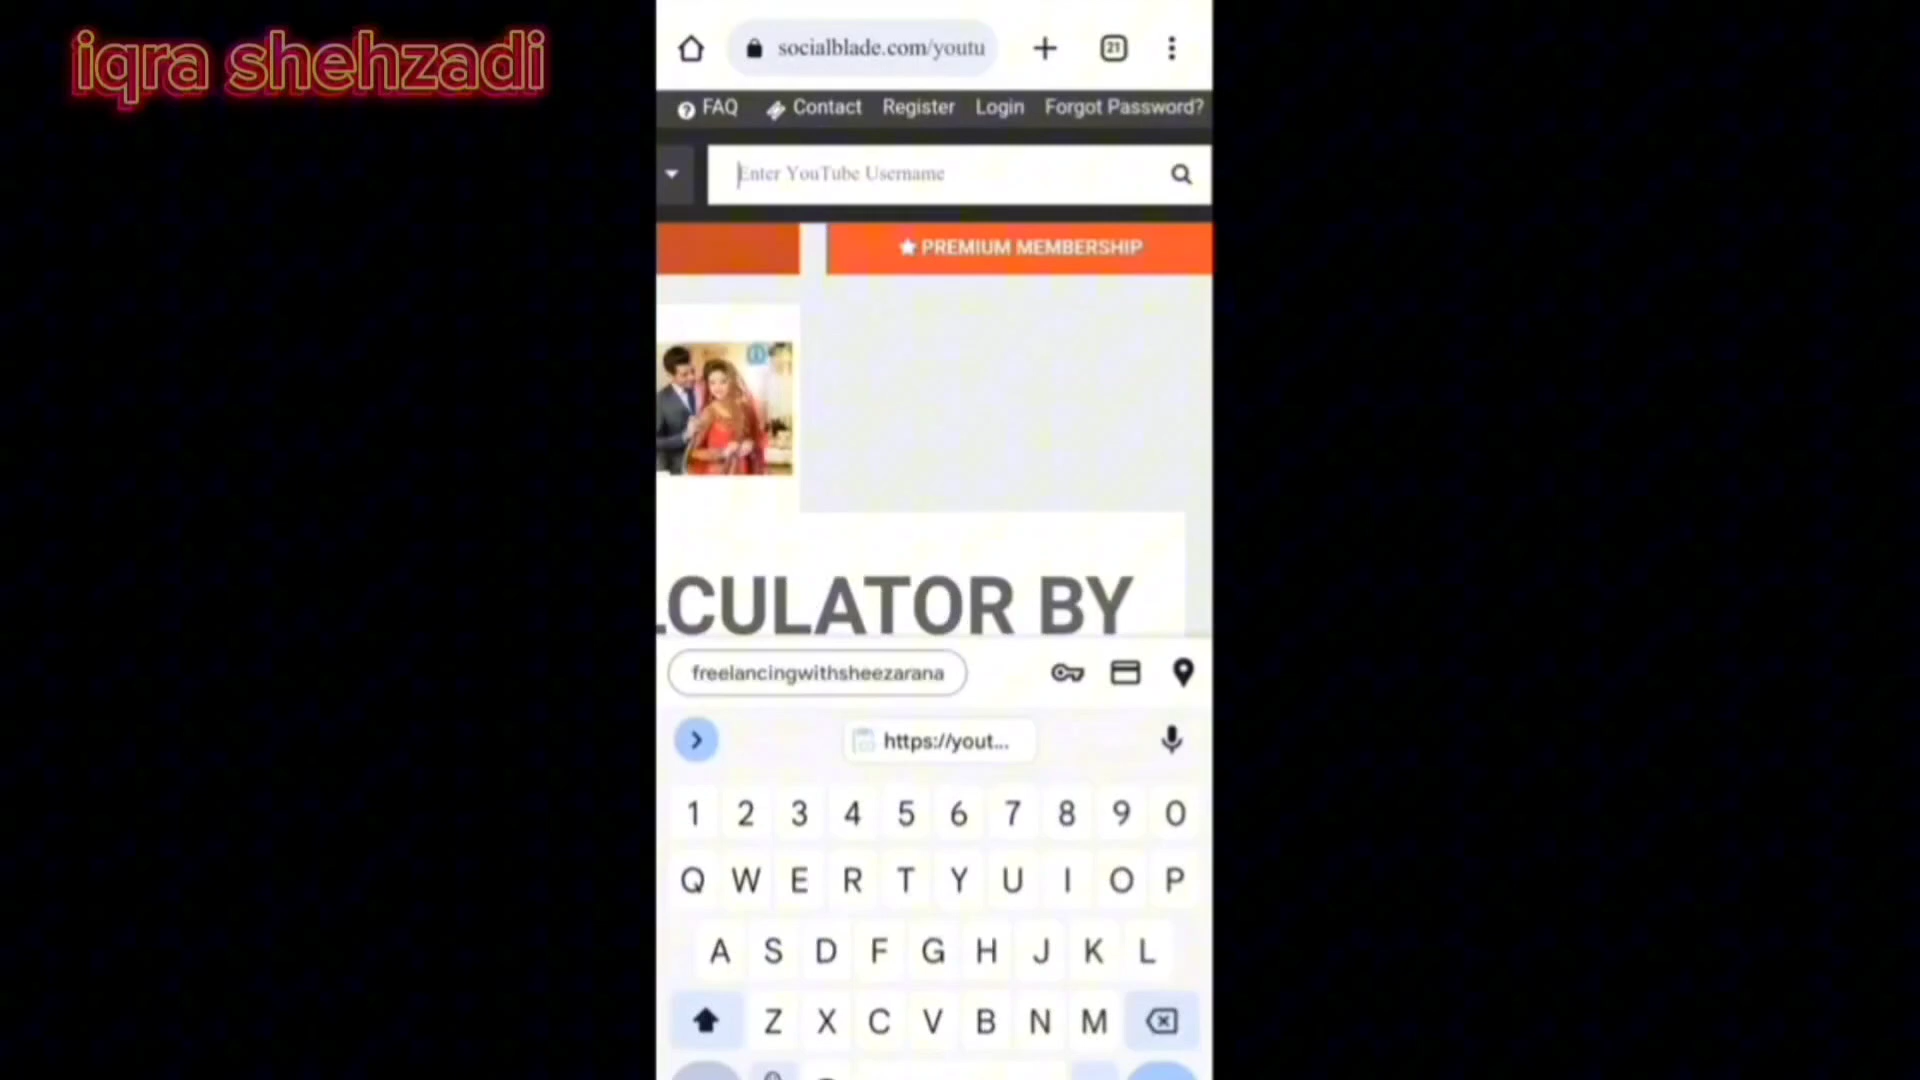 iqra shehzadi
socialblade.com/youtu
21
FAQ Contact Register Login Forgot Password?
Enter YouTube Username
PREMIUM MEMBERSHIP
LCULATOR BY
freelancingwithsheezarana
https://yout...
1 2 3 4 5 6 7 8 9 0
Q W E R T Y U I O P
A S D F G H J K L
Z X C V B N M